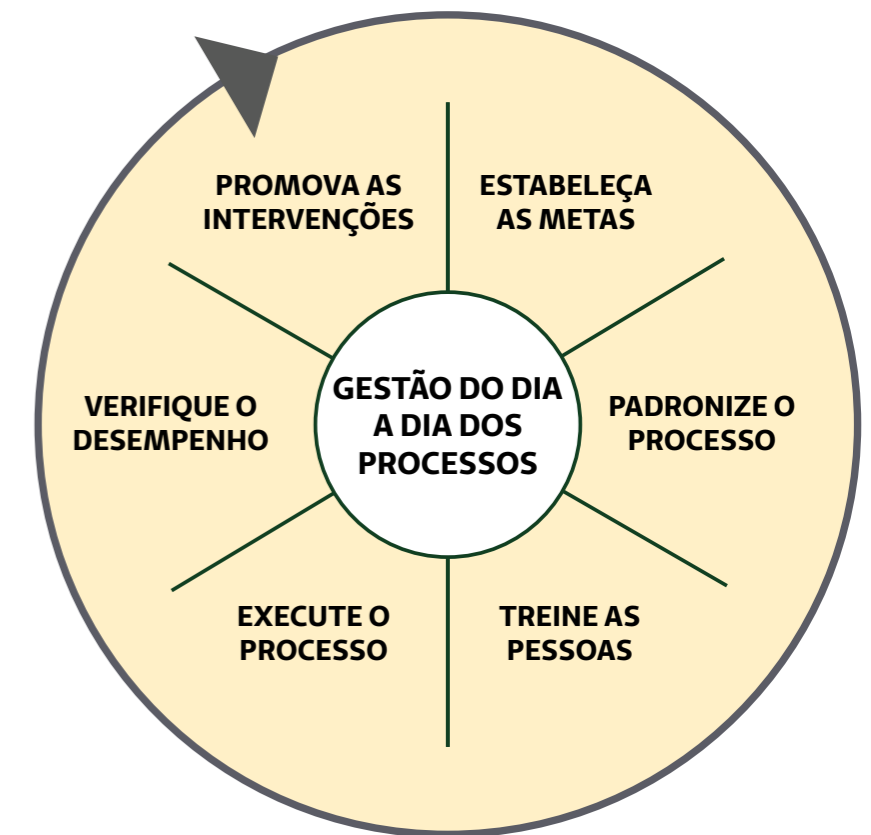 PROMOVA AS
INTERVENÇÕES
ESTABELEÇA
AS METAS
VERIFIQUE O
DESEMPENHO
GESTÃO DO DIA
A DIA DOS
PROCESSOS
PADRONIZE O
PROCESSO
EXECUTE O
PROCESSO
TREINE AS
PESSOAS